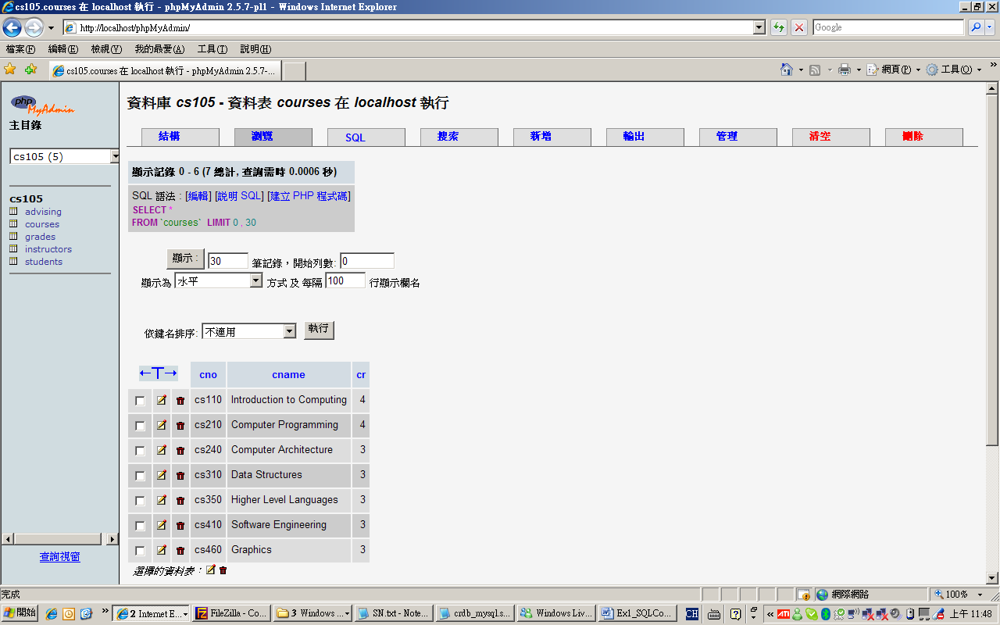 cs105.courses 在 localhost 執行 - phpMyAdmin 2.5.7-pl1 - Windows Internet Explorer
http://localhost/phpMyAdmin/
Google
檔案(F) 編輯(E) 檢視(V) 我的最愛(A) 工具(T) 說明(H)
cs105.courses 在 localhost 執行 - phpMyAdmin 2.5.7-...
網頁(P) 工具(O)
php
MyAdmin
主目錄
cs105 (5)
cs105
advising
courses
grades
instructors
students
查詢視窗
資料庫 cs105 - 資料表 courses 在 localhost 執行
結構 瀏覽 SQL 搜索 新增 輸出 管理 清空 刪除
顯示記錄 0 - 6 (7 總計, 查詢需時 0.0006 秒)
SQL 語法 : [編輯] [說明 SQL] [建立 PHP 程式碼]
SELECT *
FROM `courses` LIMIT 0 , 30
顯示 : 30 筆記錄，開始列數: 0
顯示為 水平 方式 及 每隔 100 行顯示欄名
依鍵名排序: 不適用 執行
←T→ cno cname cr
cs110 Introduction to Computing 4
cs210 Computer Programming 4
cs240 Computer Architecture 3
cs310 Data Structures 3
cs350 Higher Level Languages 3
cs410 Software Engineering 3
cs460 Graphics 3
選擇的資料表：
完成 網際網路 100%
開始 2 Internet E... FileZilla - Co... 3 Windows ... SN.txt - Note... crdb_mysql.s... Windows Liv... Ex1_SQLCo... CH ATI 上午 11:48